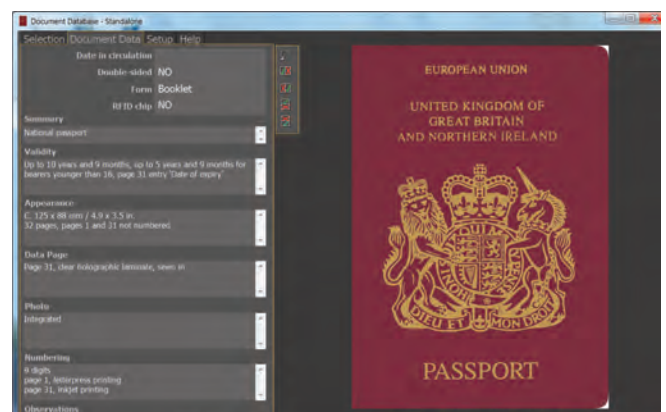 Document Database - Standalone
Selection Document Data Setup Help
Date in circulation
Double-sided NO
Form Booklet
RFID chip NO
Summary
National passport
Validity
Up to 10 years and 9 months, up to 5 years and 9 months for
bearers younger than 16, page 31 entry 'Date of expiry'
Appearance
C. 125 x 88 mm / 4.9 x 3.5 in
32 pages, pages 1 and 31 not numbered
Data Page
Page 31, clear holographic laminate, sewn in
Photo
Integrated
Numbering
9 digits
page 1, letterpress printing
page 31, inkjet printing
Observations
EUROPEAN UNION
UNITED KINGDOM OF
GREAT BRITAIN
AND NORTHERN IRELAND
DIEU ET MON DROIT
PASSPORT